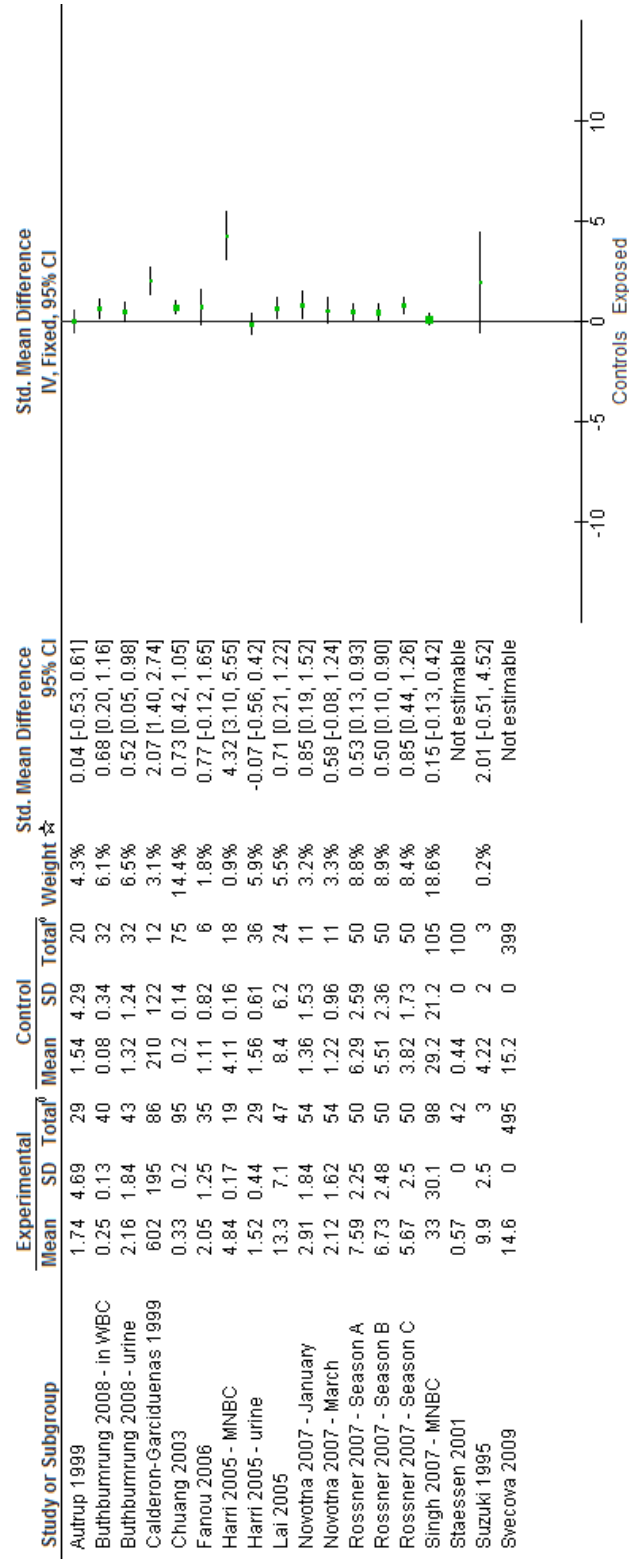 Experimental Control Std. Mean Difference Std. Mean Difference
Study or Subgroup Mean SD Total Mean SD Total Weight 95% CI IV, Fixed, 95% CI
Autrup 1999 1.74 4.69 29 1.54 4.29 20 4.3% 0.04 [-0.53, 0.61]
Buthbumrung 2008 - in WBC 0.25 0.13 40 0.08 0.34 32 6.1% 0.68 [0.20, 1.16]
Buthbumrung 2008 - urine 2.16 1.84 43 1.32 1.24 32 6.5% 0.52 [0.05, 0.98]
Calderon-Garciduenas 1999 602 195 86 210 122 12 3.1% 2.07 [1.40, 2.74]
Chuang 2003 0.33 0.2 95 0.2 0.14 75 14.4% 0.73 [0.42, 1.05]
Fanou 2006 2.05 1.25 35 1.11 0.82 6 1.8% 0.77 [-0.12, 1.65]
Harri 2005 - MNBC 4.84 0.17 19 4.11 0.16 18 0.9% 4.32 [3.10, 5.55]
Harri 2005 - urine 1.52 0.44 29 1.56 0.61 36 5.9% -0.07 [-0.56, 0.42]
Lai 2005 13.3 7.1 47 8.4 6.2 24 5.5% 0.71 [0.21, 1.22]
Novotna 2007 - January 2.91 1.84 54 1.36 1.53 11 3.2% 0.85 [0.19, 1.52]
Novotna 2007 - March 2.12 1.62 54 1.22 0.96 11 3.3% 0.58 [-0.08, 1.24]
Rossner 2007 - Season A 7.59 2.25 50 6.29 2.59 50 8.8% 0.53 [0.13, 0.93]
Rossner 2007 - Season B 6.73 2.48 50 5.51 2.36 50 8.9% 0.50 [0.10, 0.90]
Rossner 2007 - Season C 5.67 2.5 50 3.82 1.73 50 8.4% 0.85 [0.44, 1.26]
Singh 2007 - MNBC 33 30.1 98 29.2 21.2 105 18.6% 0.15 [-0.13, 0.42]
Staessen 2001 0.57 0 42 0.44 0 100 Not estimable
Suzuki 1995 9.9 2.5 3 4.22 2 3 0.2% 2.01 [-0.51, 4.52]
Svecova 2009 14.6 0 495 15.2 0 399 Not estimable
-10 -5 0 5 10
Controls Exposed